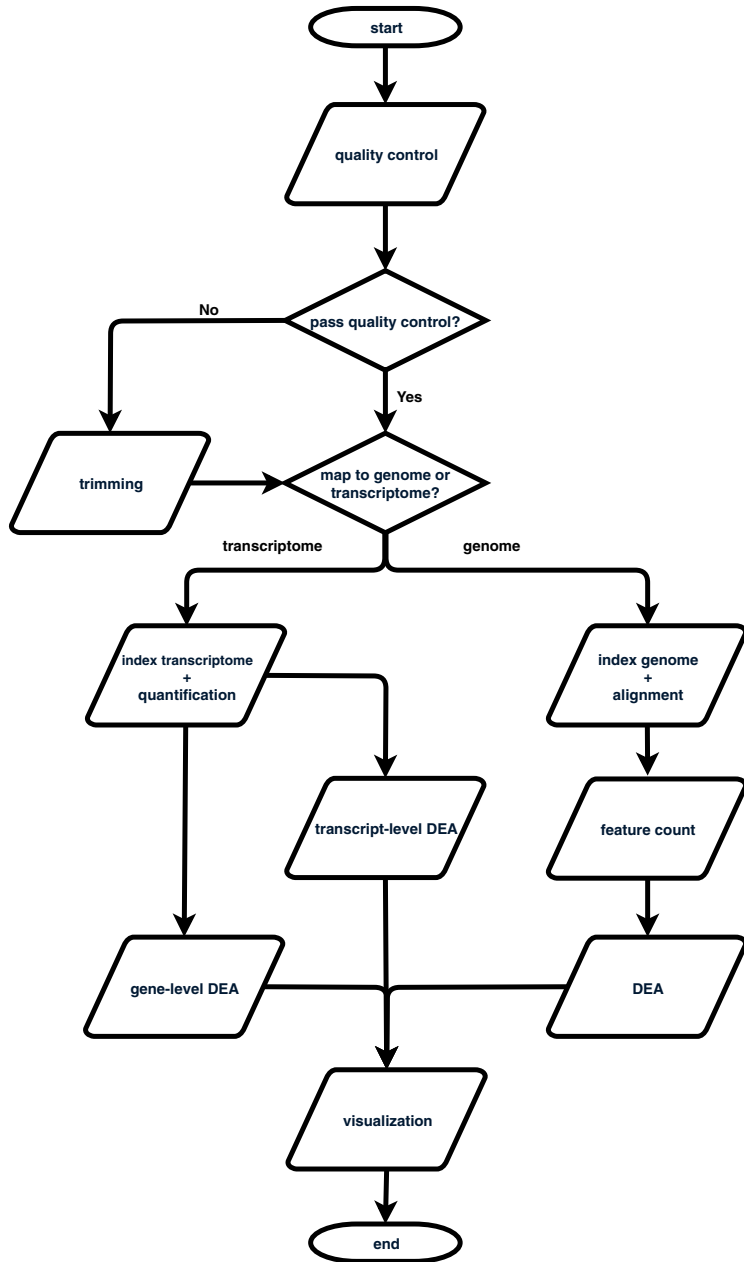 start
quality control
pass quality control?
No
Yes
trimming
map to genome or
transcriptome?
transcriptome
genome
index transcriptome
+
quantification
index genome
+
alignment
transcript-level DEA
feature count
gene-level DEA
DEA
visualization
end